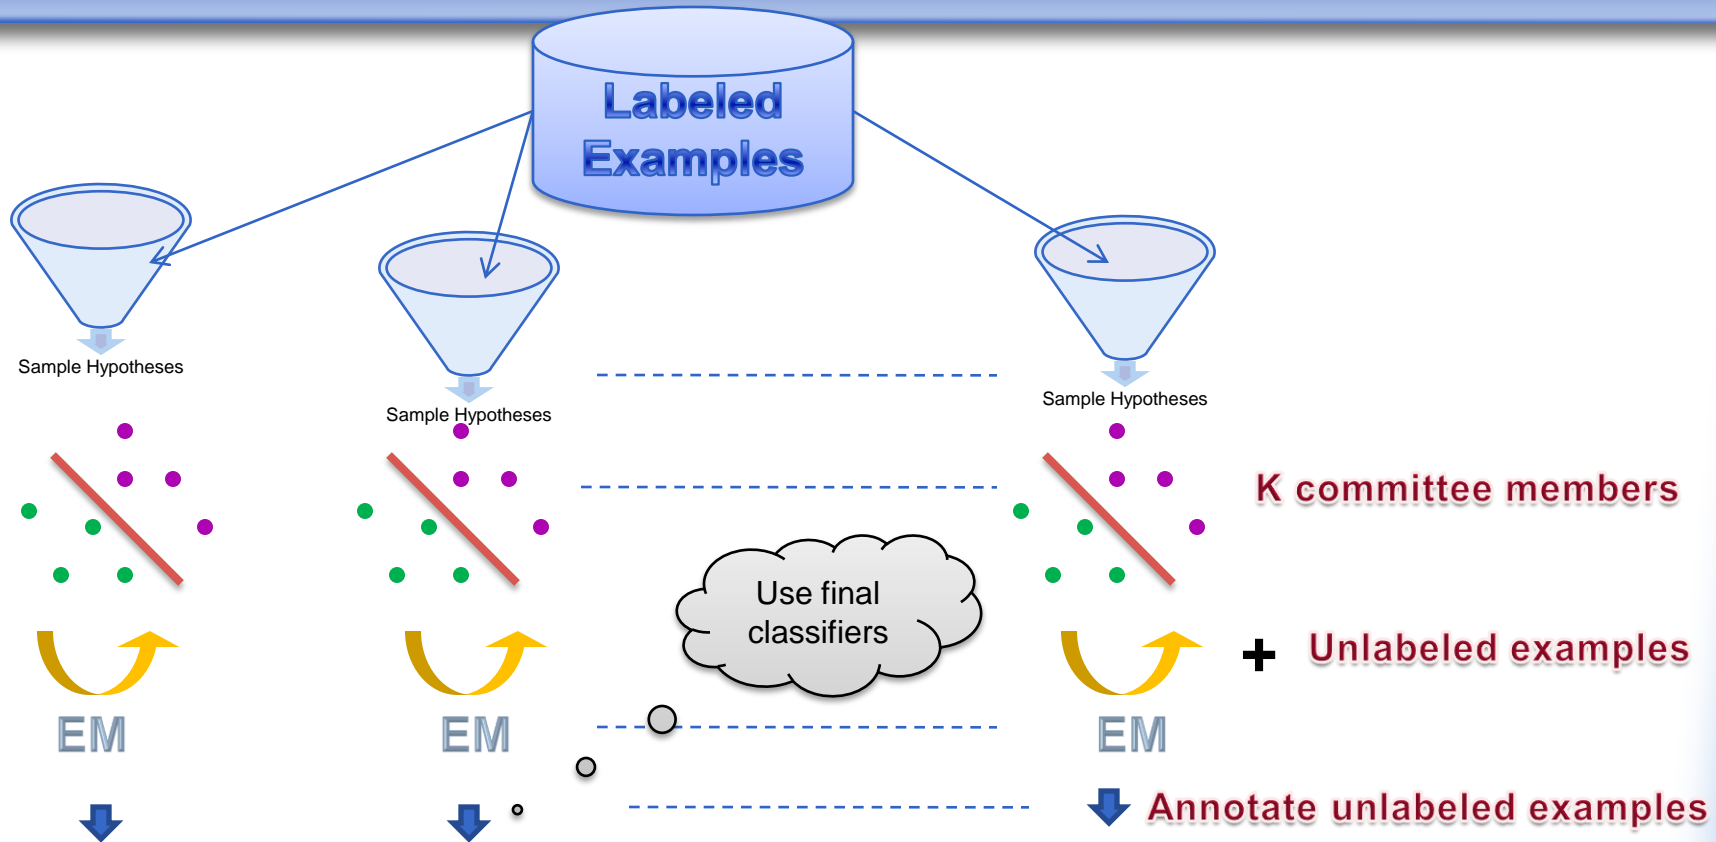 Labeled
Examples
Sample Hypotheses
Sample Hypotheses
Sample Hypotheses
K committee members
Use final
classifiers
+ Unlabeled examples
EM
EM
EM
Annotate unlabeled examples